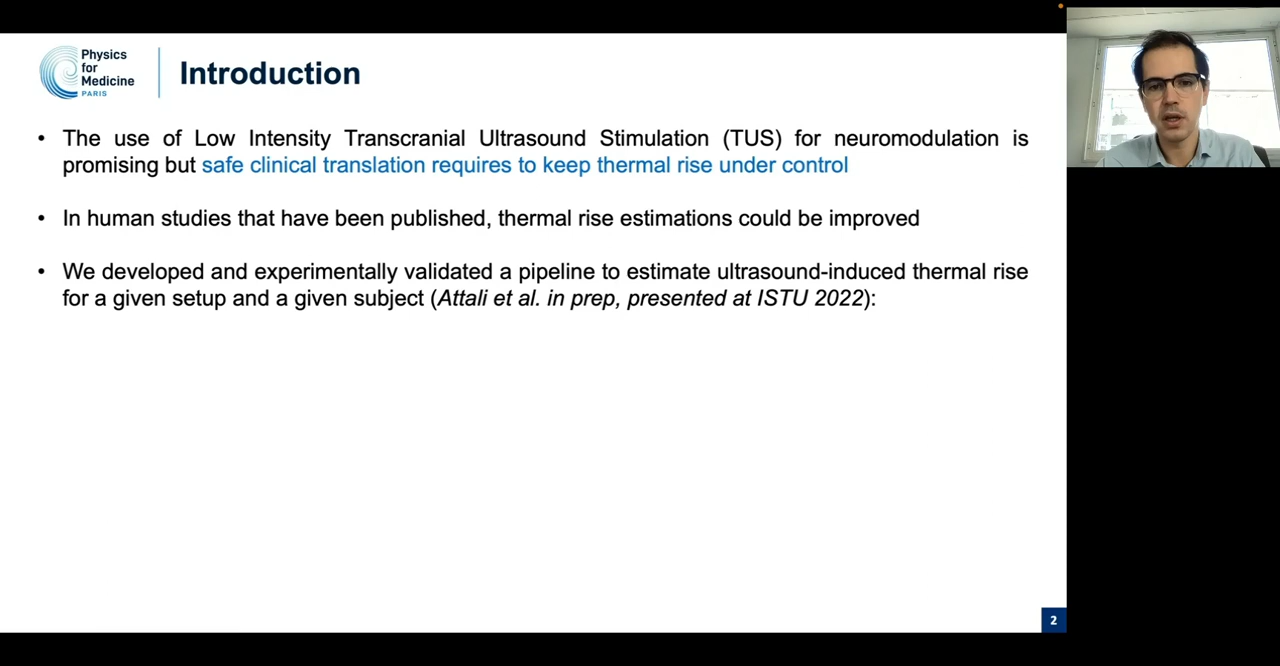 Physics
for
Medicine
PARIS
Introduction
• The use of Low Intensity Transcranial Ultrasound Stimulation (TUS) for neuromodulation is
promising but safe clinical translation requires to keep thermal rise under control
• In human studies that have been published, thermal rise estimations could be improved
• We developed and experimentally validated a pipeline to estimate ultrasound-induced thermal rise
for a given setup and a given subject (Attali et al. in prep, presented at ISTU 2022):
2